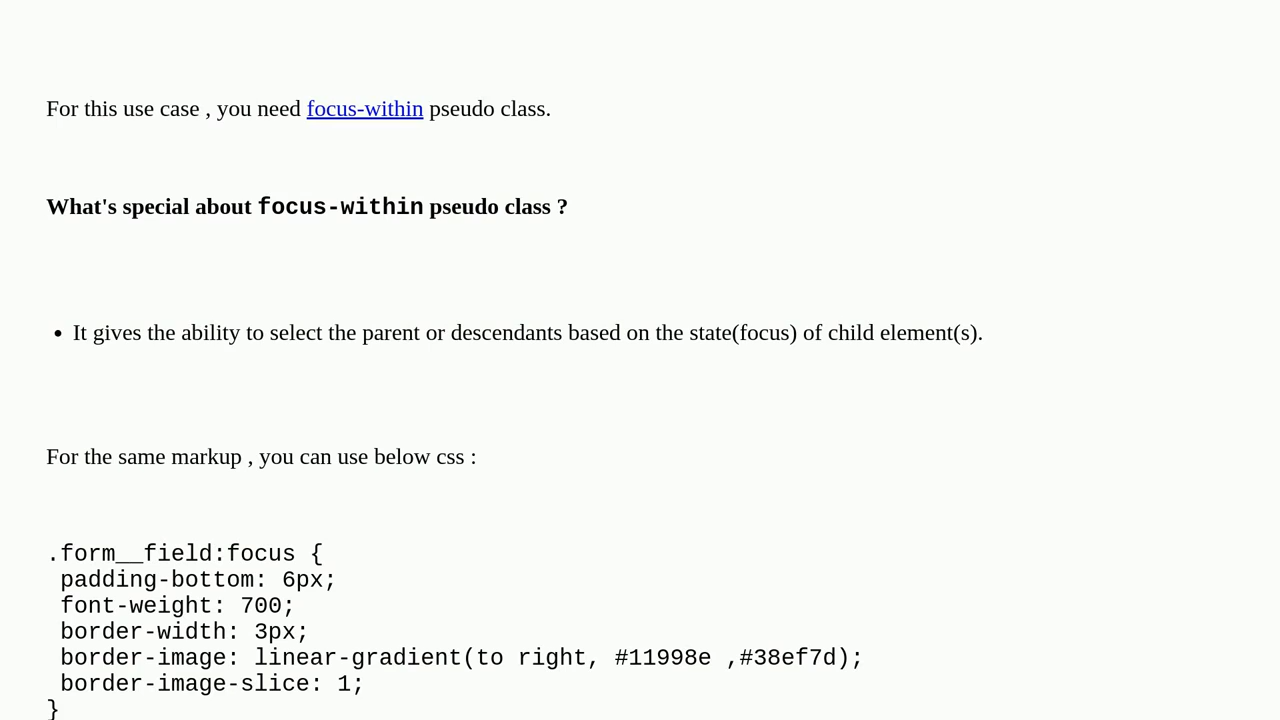 For this use case , you need focus-within pseudo class.
What's special about focus-within pseudo class ?
• It gives the ability to select the parent or descendants based on the state(focus) of child element(s).
For the same markup , you can use below css :
.form__field:focus {
 padding-bottom: 6px;
 font-weight: 700;
 border-width: 3px;
 border-image: linear-gradient(to right, #11998e ,#38ef7d);
 border-image-slice: 1;
}